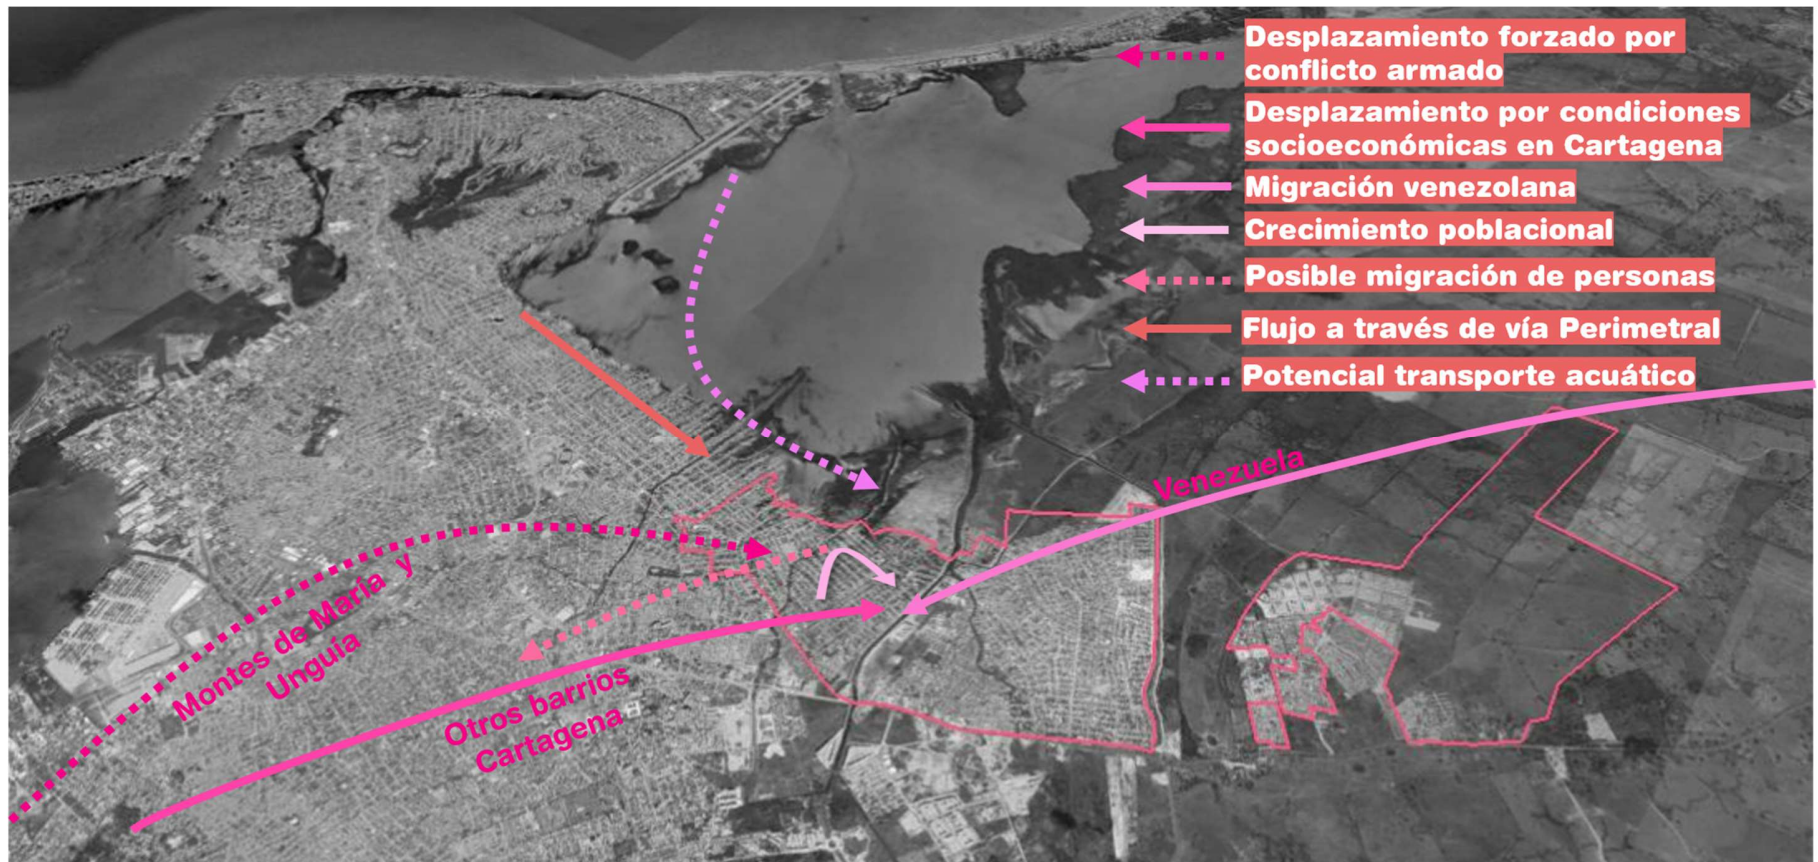 Desplazamiento forzado por
conflicto armado
Desplazamiento por condiciones
socioeconómicas en Cartagena
Migración venezolana
Crecimiento poblacional
Posible migración de personas
Flujo a través de vía Perimetral
Potencial transporte acuático
Venezuela
Montes de María y
Unguía
Otros barrios
Cartagena